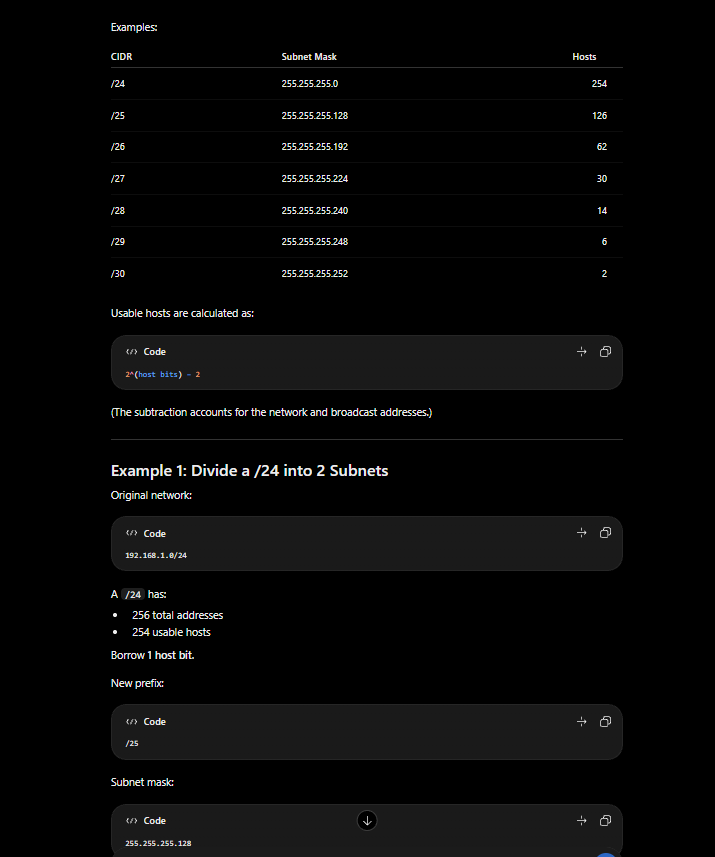 Examples:
CIDR Subnet Mask Hosts
/24 255.255.255.0 254
/25 255.255.255.128 126
/26 255.255.255.192 62
/27 255.255.255.224 30
/28 255.255.255.240 14
/29 255.255.255.248 6
/30 255.255.255.252 2
Usable hosts are calculated as:
Code
2^(host bits) - 2
(The subtraction accounts for the network and broadcast addresses.)
Example 1: Divide a /24 into 2 Subnets
Original network:
Code
192.168.1.0/24
A /24 has:
• 256 total addresses
• 254 usable hosts
Borrow 1 host bit.
New prefix:
Code
/25
Subnet mask:
Code
255.255.255.128